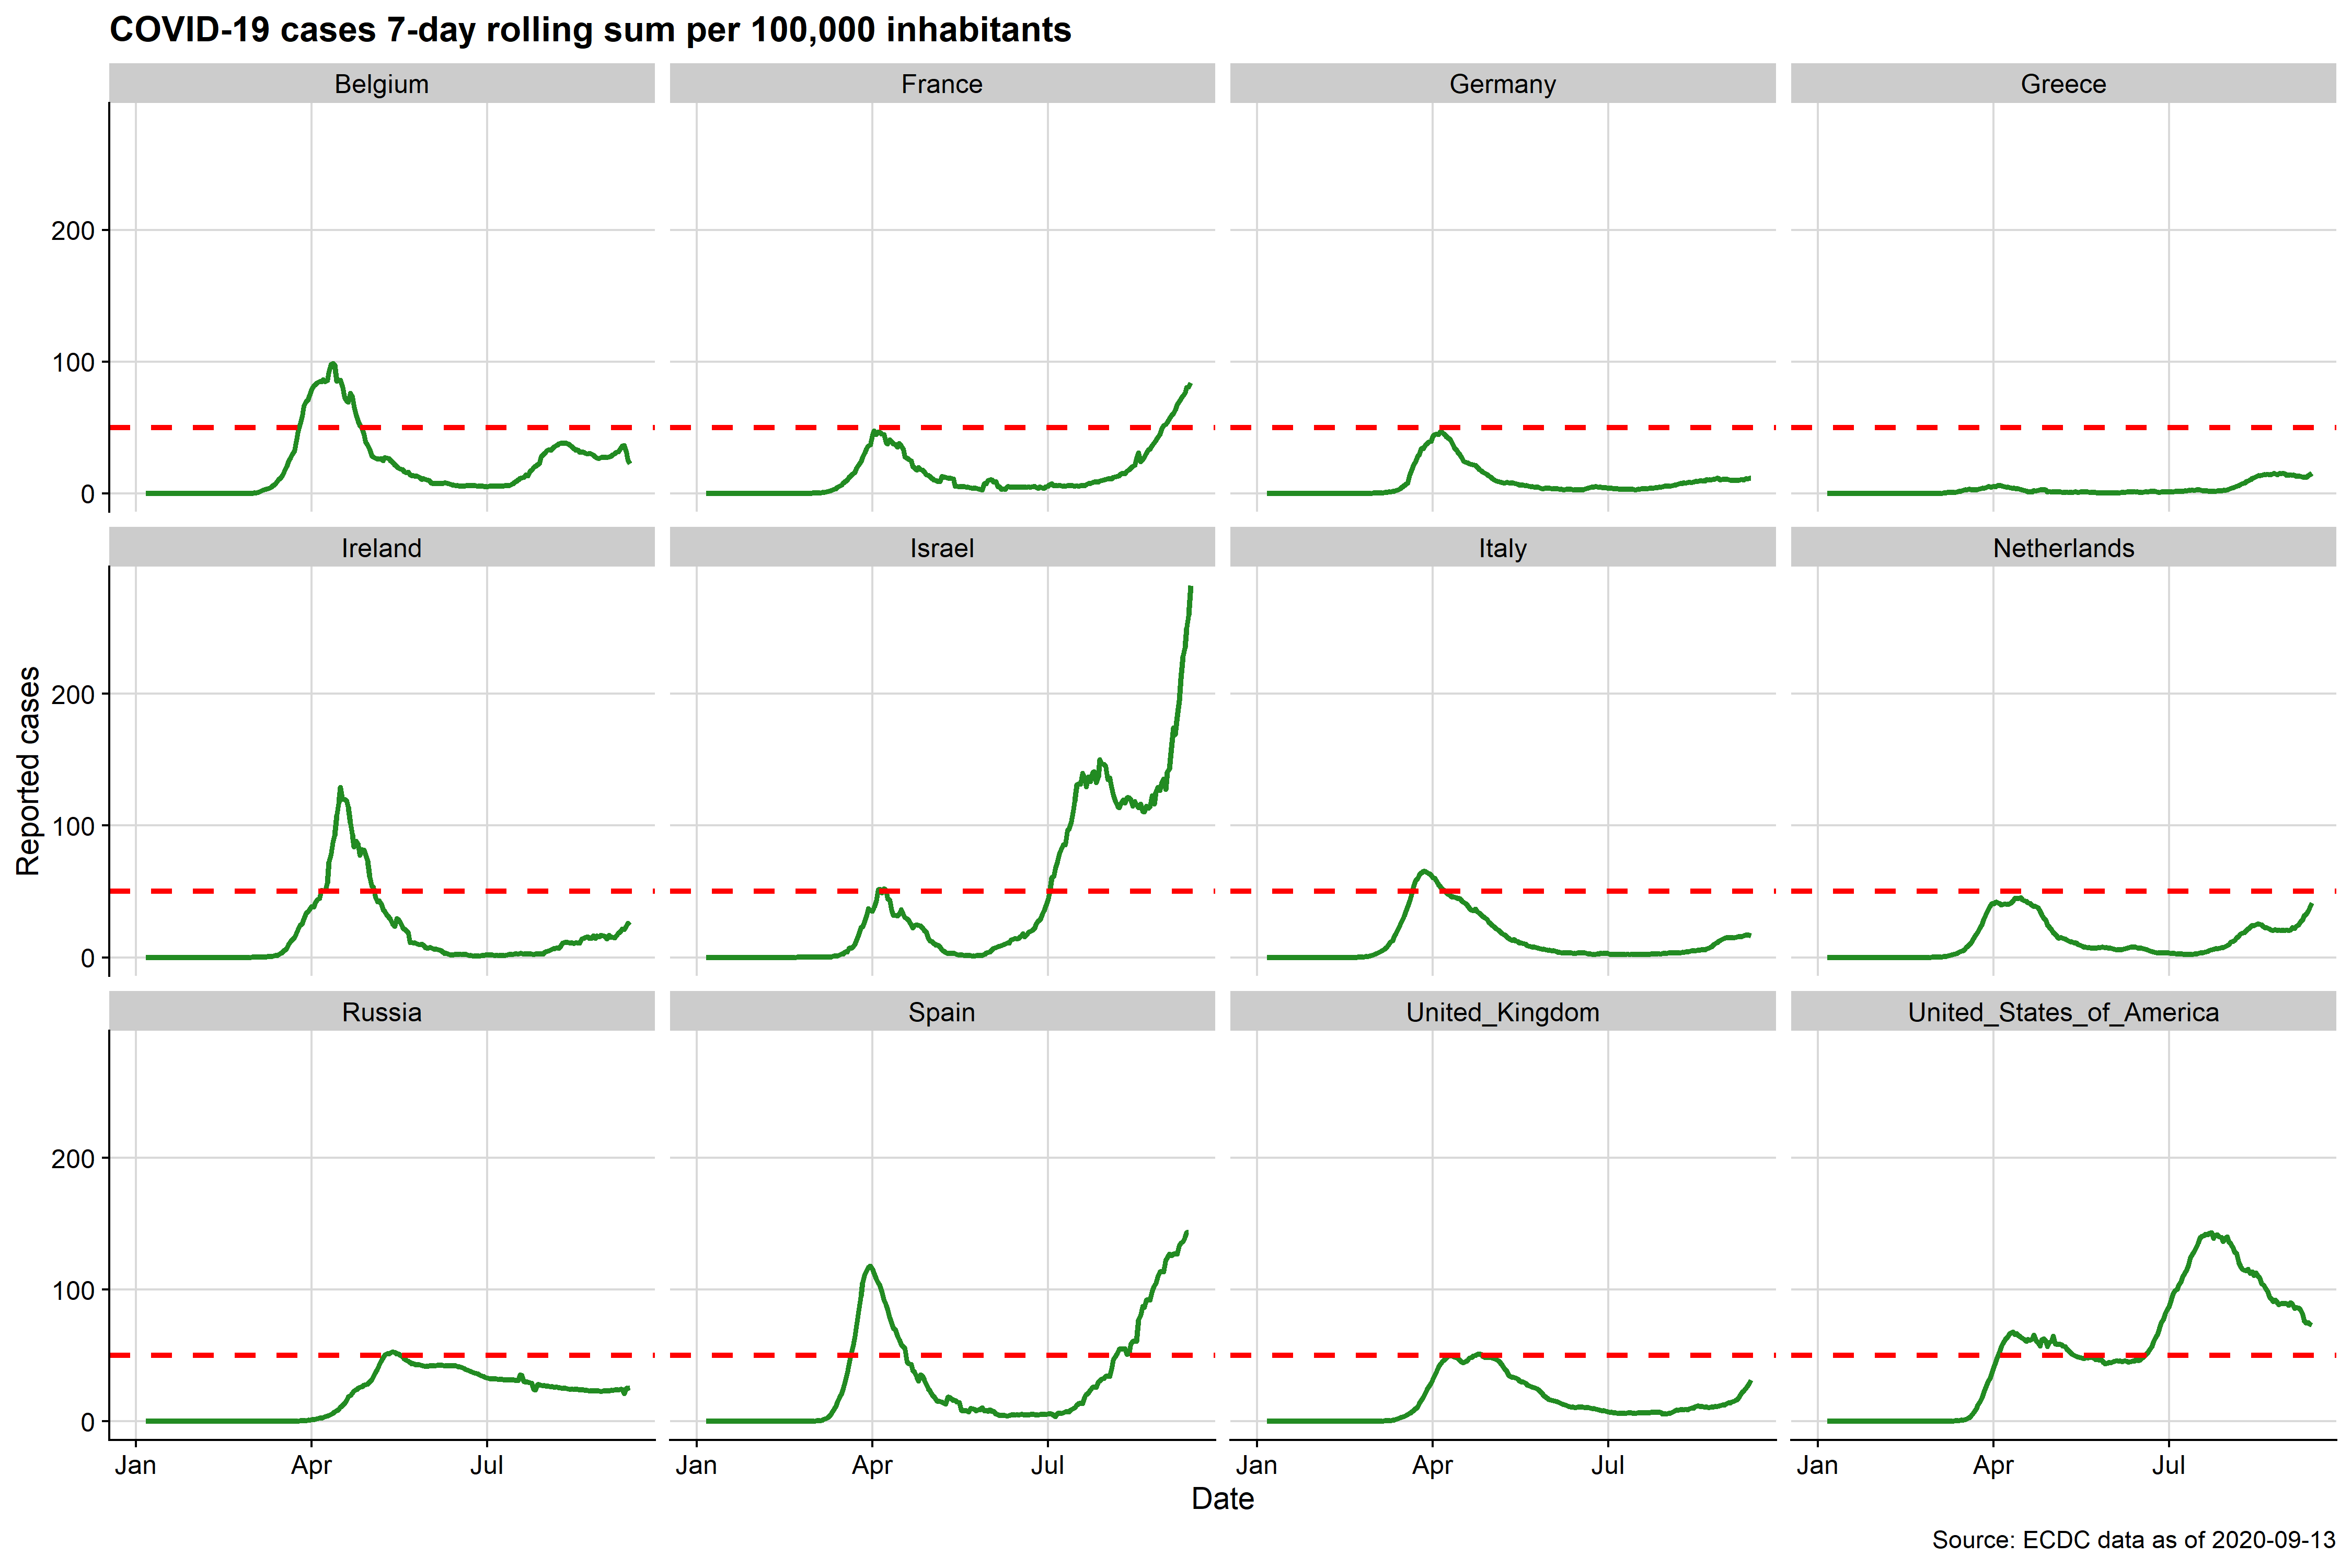 COVID-19 cases 7-day rolling sum per 100,000 inhabitants
Belgium France Germany Greece
200
100
0
Ireland Israel Italy Netherlands
200
100
0
Reported cases
Russia Spain United_Kingdom United_States_of_America
200
100
0
Jan Apr Jul Jan Apr Jul Jan Apr Jul Jan Apr Jul
Date
Source: ECDC data as of 2020-09-13